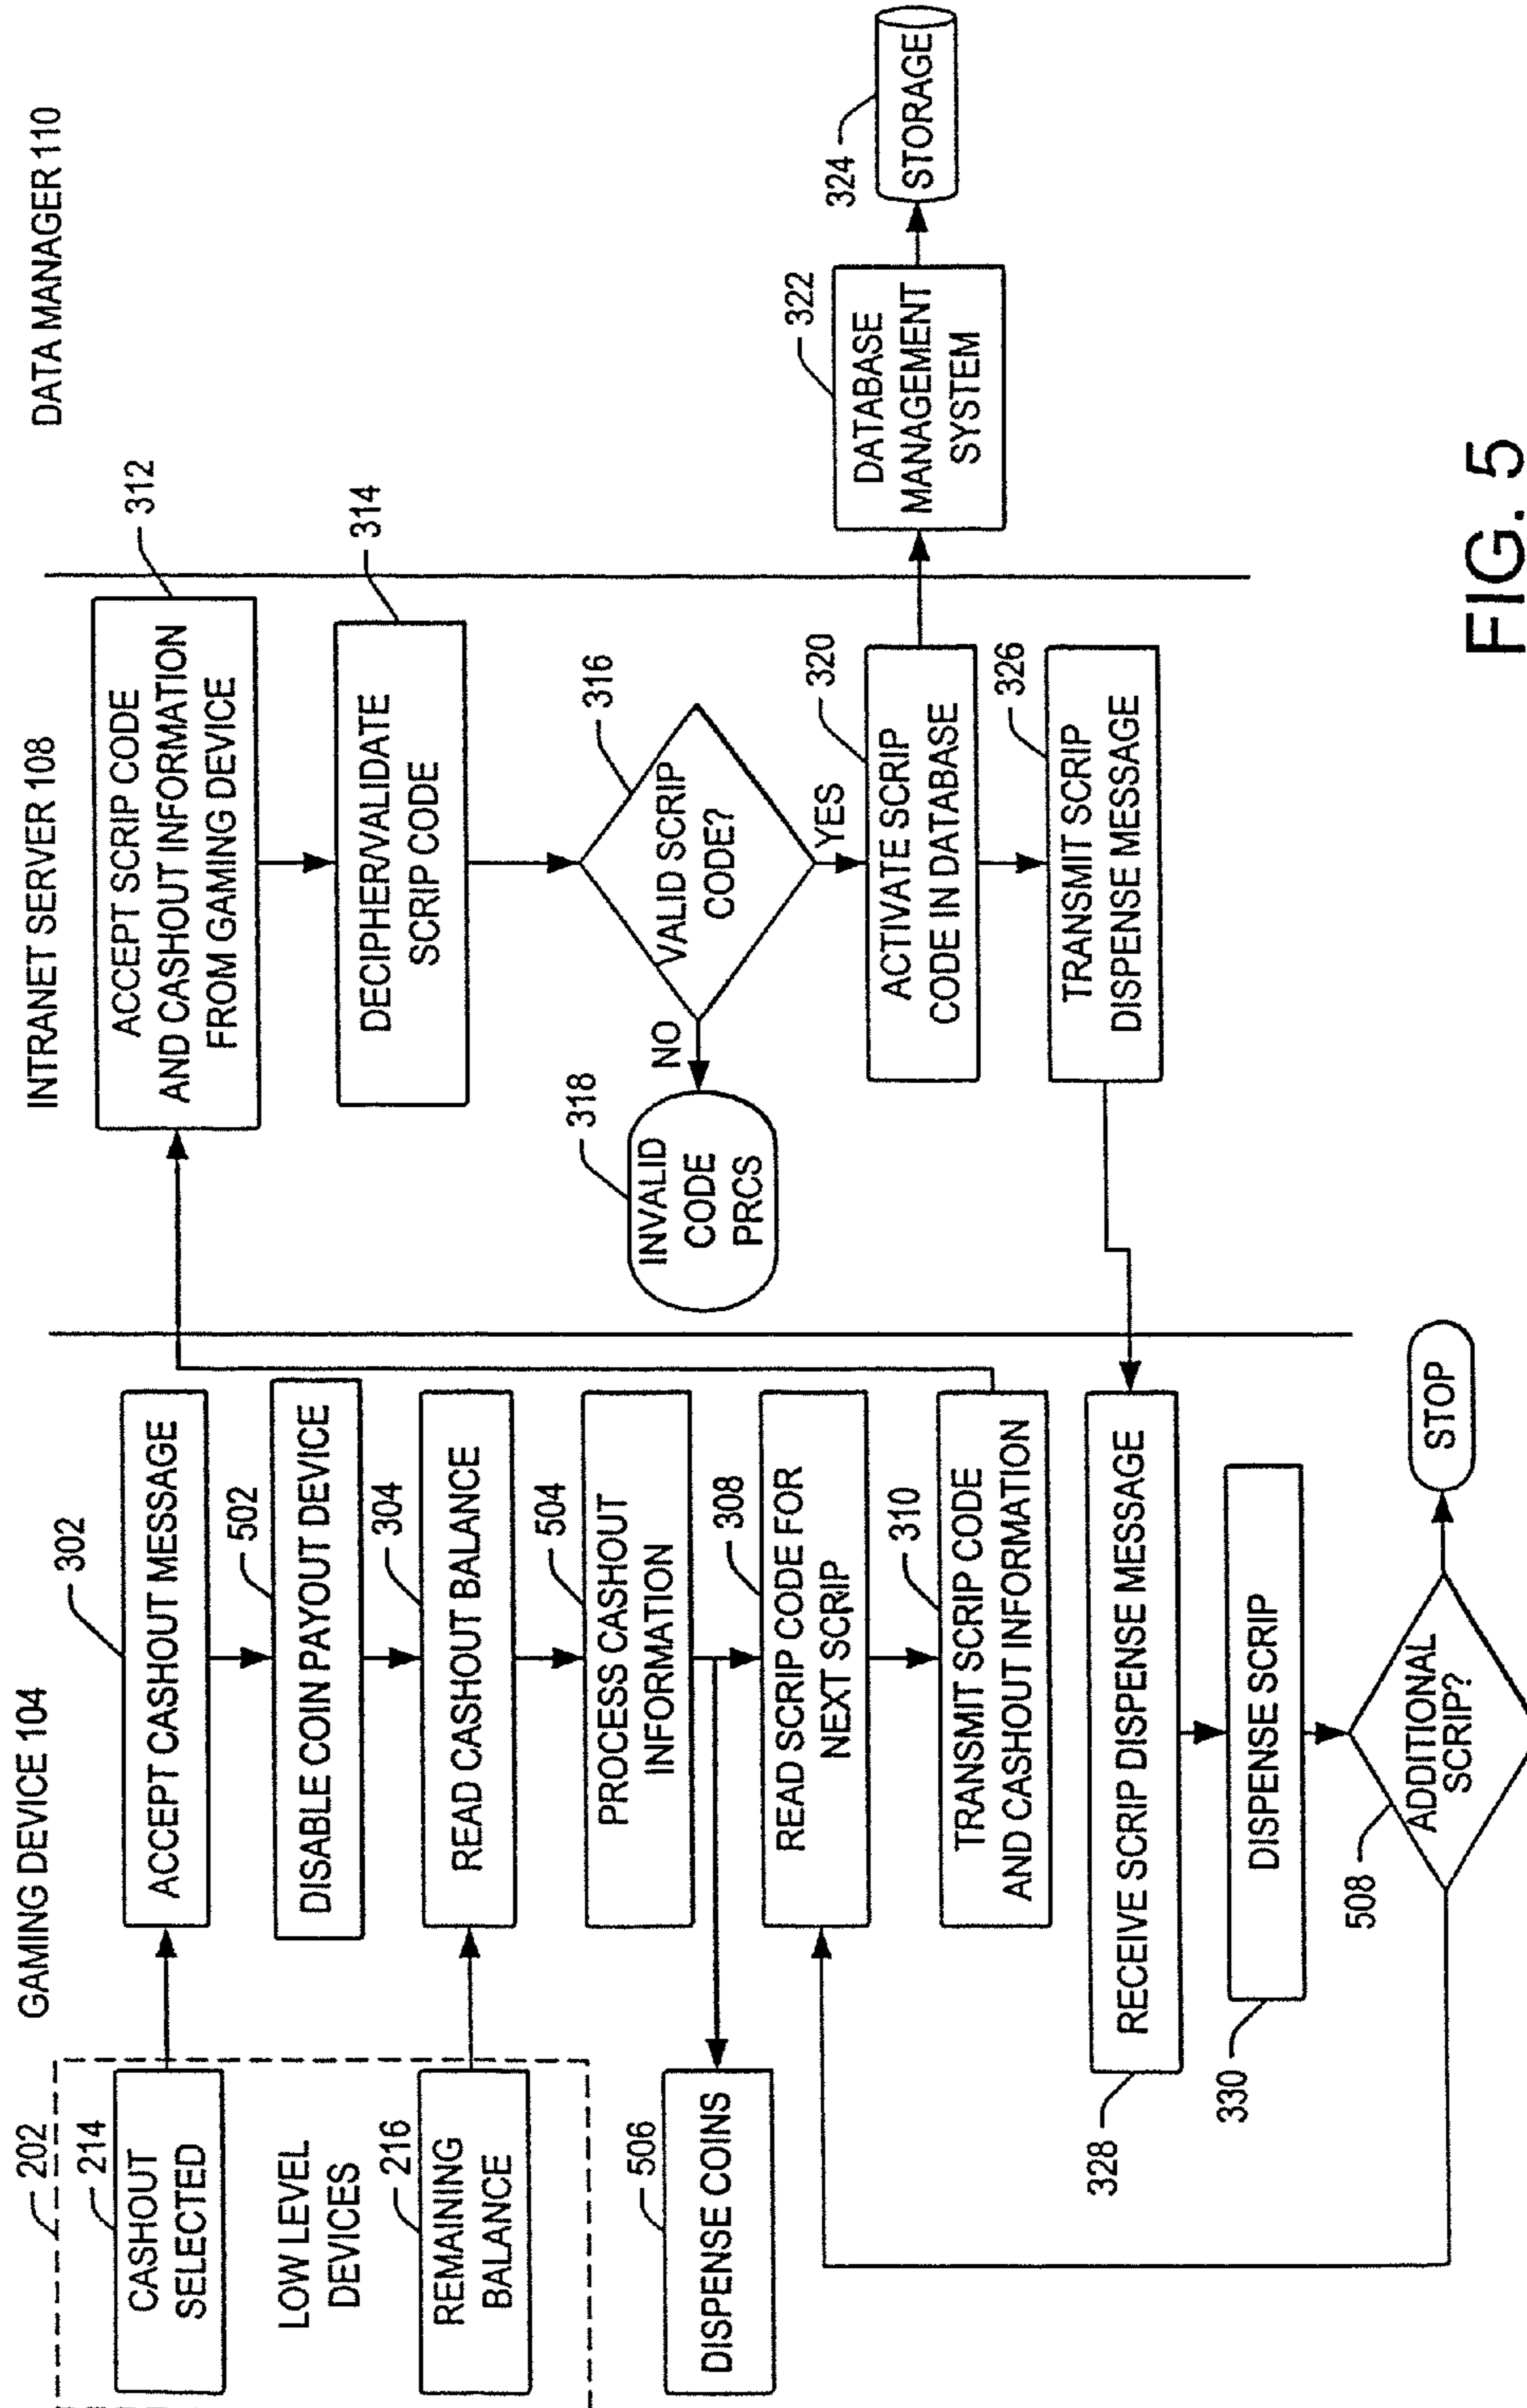 GAMING DEVICE 104
INTRANET SERVER 108
DATA MANAGER 110
202
214
CASHOUT
SELECTED
LOW LEVEL
DEVICES
216
REMAINING
BALANCE
506
DISPENSE COINS
302
ACCEPT CASHOUT MESSAGE
502
DISABLE COIN PAYOUT DEVICE
304
READ CASHOUT BALANCE
504
PROCESS CASHOUT
INFORMATION
308
READ SCRIP CODE FOR
NEXT SCRIP
310
TRANSMIT SCRIP CODE
AND CASHOUT INFORMATION
RECEIVE SCRIP DISPENSE MESSAGE
328
DISPENSE SCRIP
330
ADDITIONAL
SCRIP?
508
STOP
312
ACCEPT SCRIP CODE
AND CASHOUT INFORMATION
FROM GAMING DEVICE
314
DECIPHER/VALIDATE
SCRIP CODE
316
VALID SCRIP
CODE?
NO
318
INVALID
CODE
PRCS
YES
320
ACTIVATE SCRIP
CODE IN DATABASE
326
TRANSMIT SCRIP
DISPENSE MESSAGE
322
DATABASE
MANAGEMENT
SYSTEM
324
STORAGE
FIG. 5